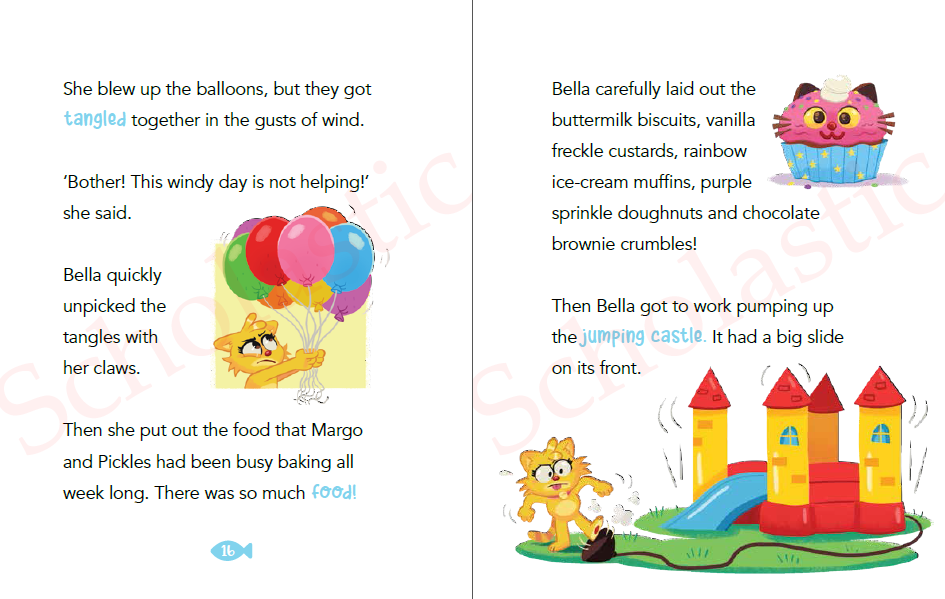 She blew up the balloons, but they got
tangled together in the gusts of wind.
‘Bother! This windy day is not helping!’
she said.
Bella quickly
unpicked the
tangles with
her claws.
Then she put out the food that Margo
and Pickles had been busy baking all
week long. There was so much food!
16
Bella carefully laid out the
buttermilk biscuits, vanilla
freckle custards, rainbow
ice-cream muffins, purple
sprinkle doughnuts and chocolate
brownie crumbles!
Then Bella got to work pumping up
the jumping castle. It had a big slide
on its front.
Scholastic
Scholastic